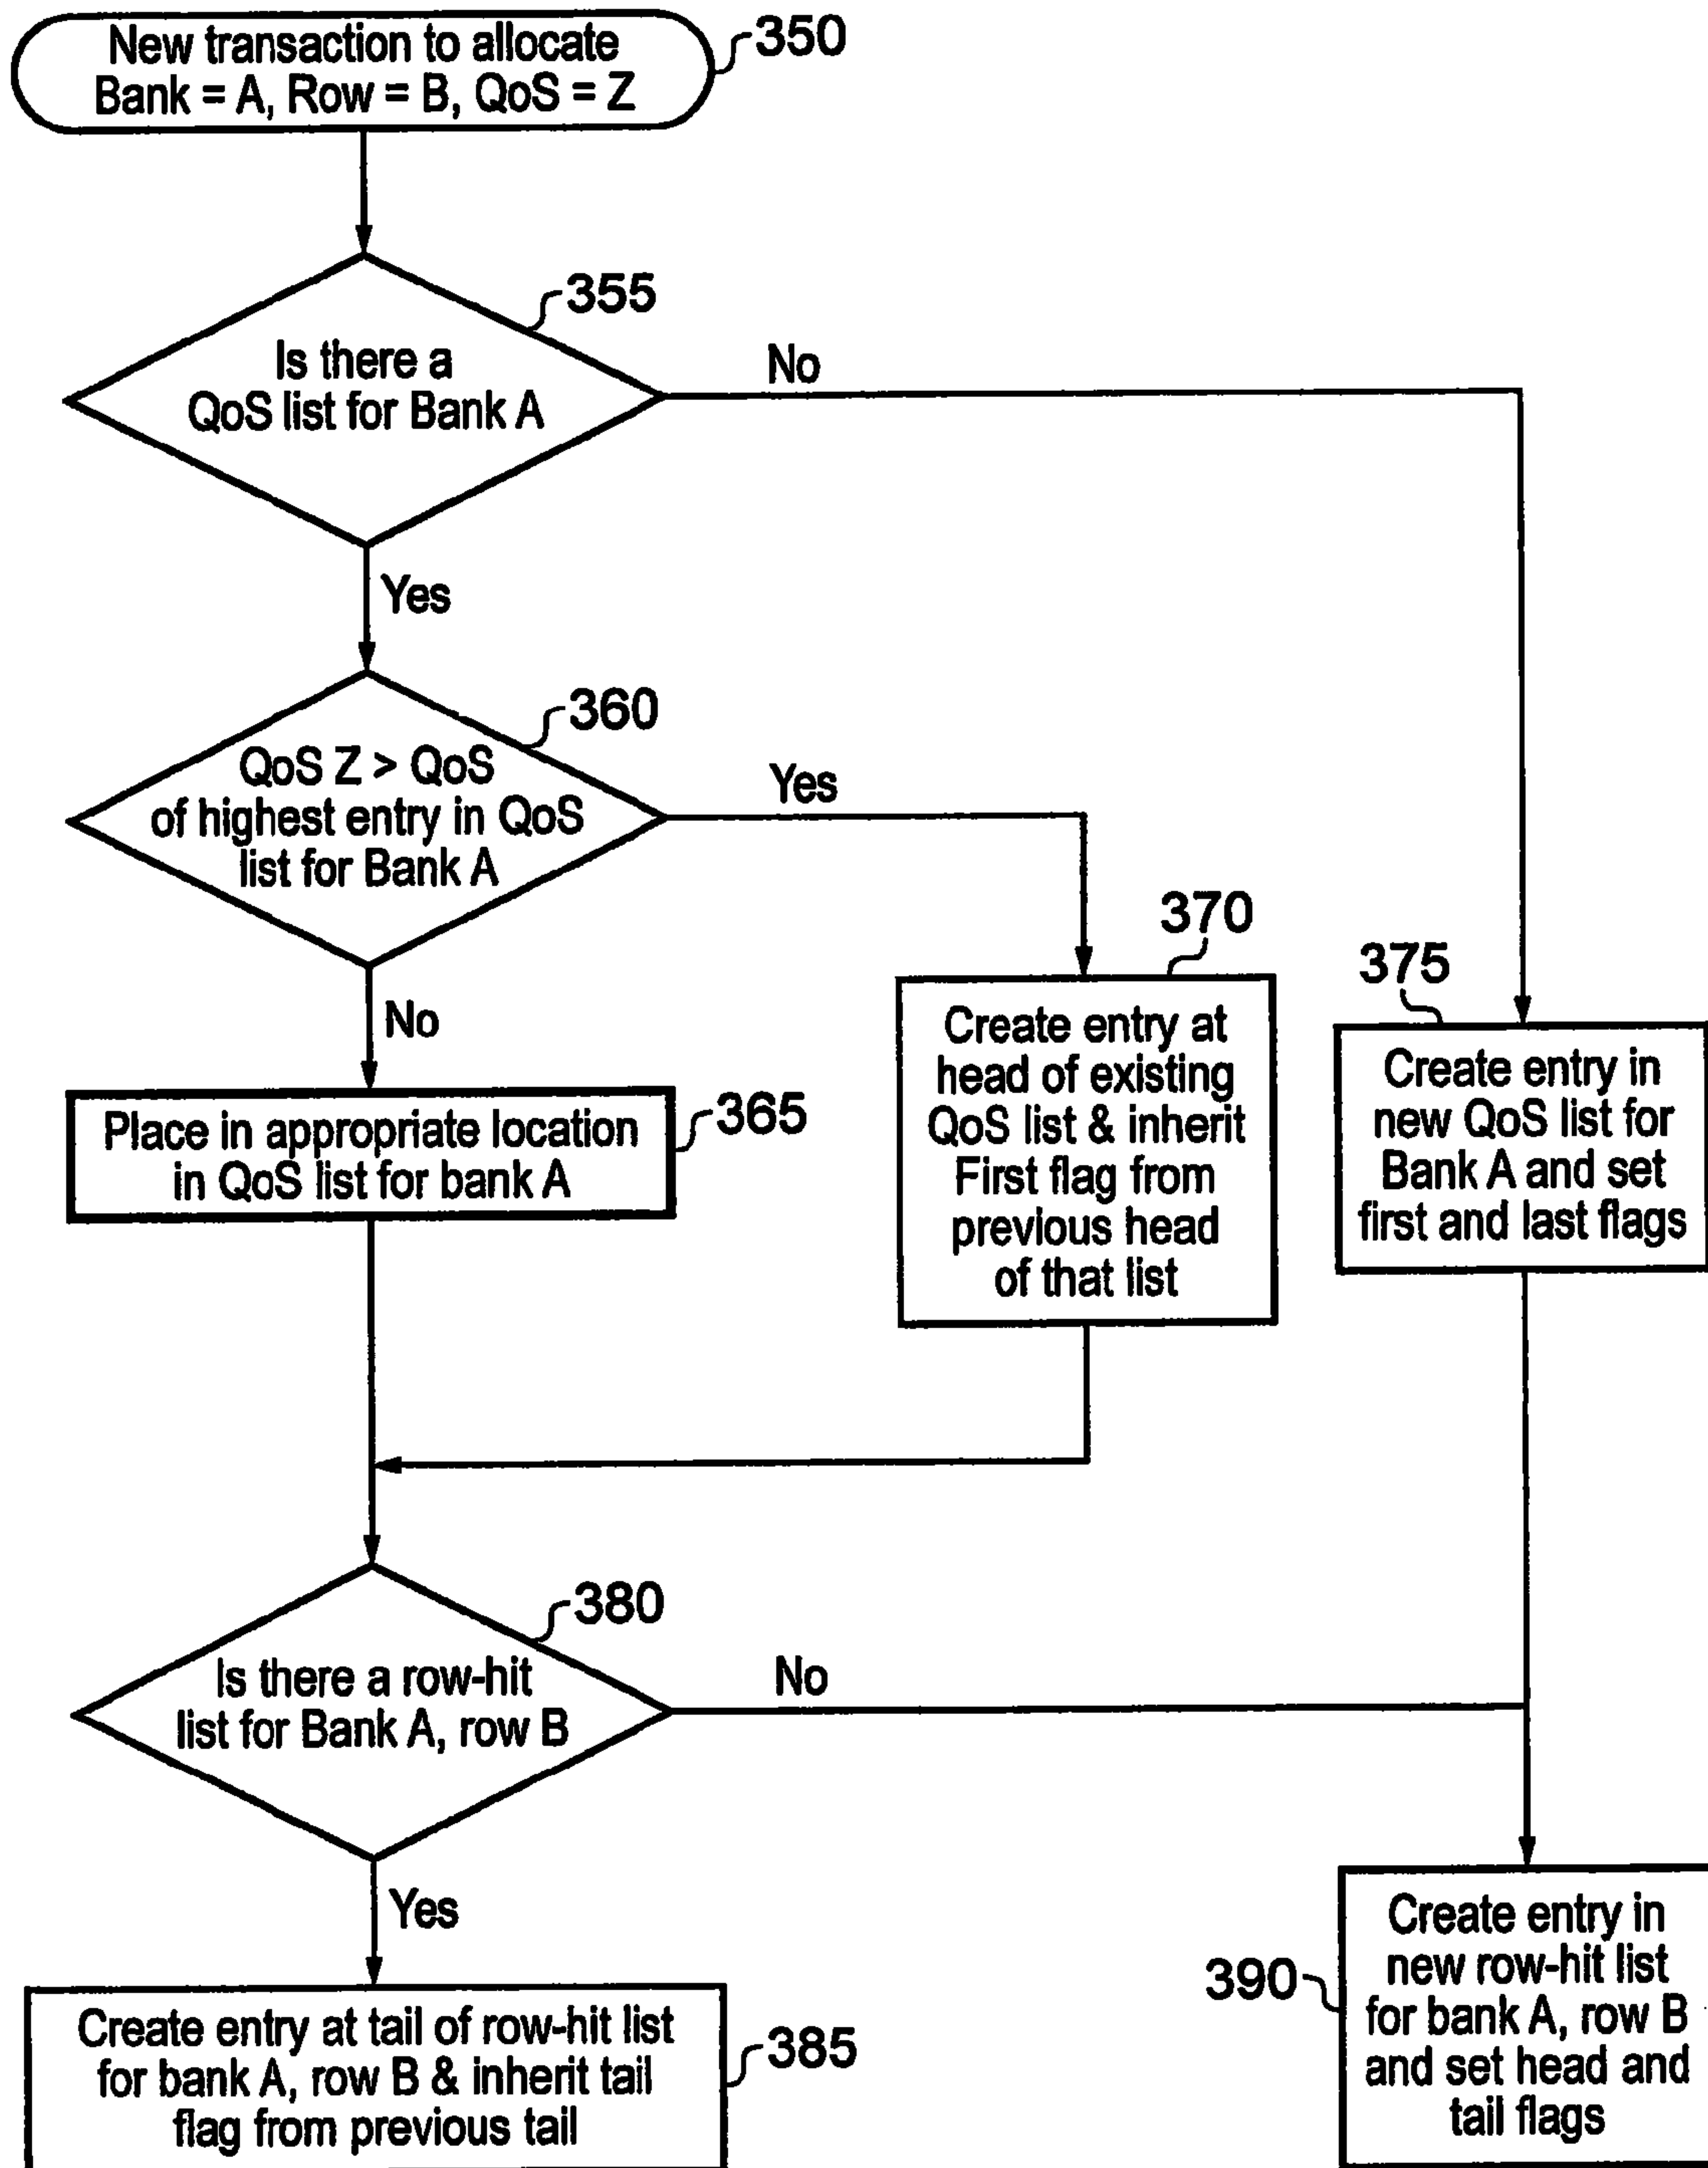 New transaction to allocate
Bank = A, Row = B, QoS = Z
350
355
Is there a
QoS list for Bank A
No
Yes
360
QoS Z > QoS
of highest entry in QoS
list for Bank A
Yes
No
370
Create entry at
head of existing
QoS list & inherit
First flag from
previous head
of that list
375
Create entry in
new QoS list for
Bank A and set
first and last flags
Place in appropriate location
in QoS list for bank A
365
380
Is there a row-hit
list for Bank A, row B
No
Yes
Create entry at tail of row-hit list
for bank A, row B & inherit tail
flag from previous tail
385
390
Create entry in
new row-hit list
for bank A, row B
and set head and
tail flags